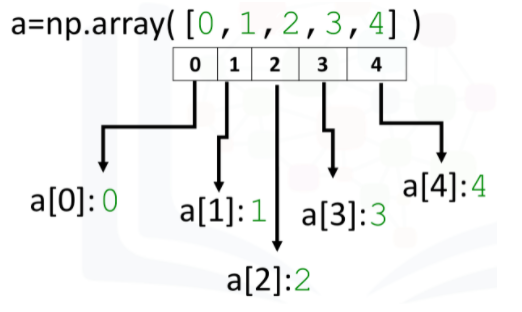 a=np.array( [0,1,2,3,4] )
0 1 2 3 4
a[0]:0
a[1]:1
a[2]:2
a[3]:3
a[4]:4